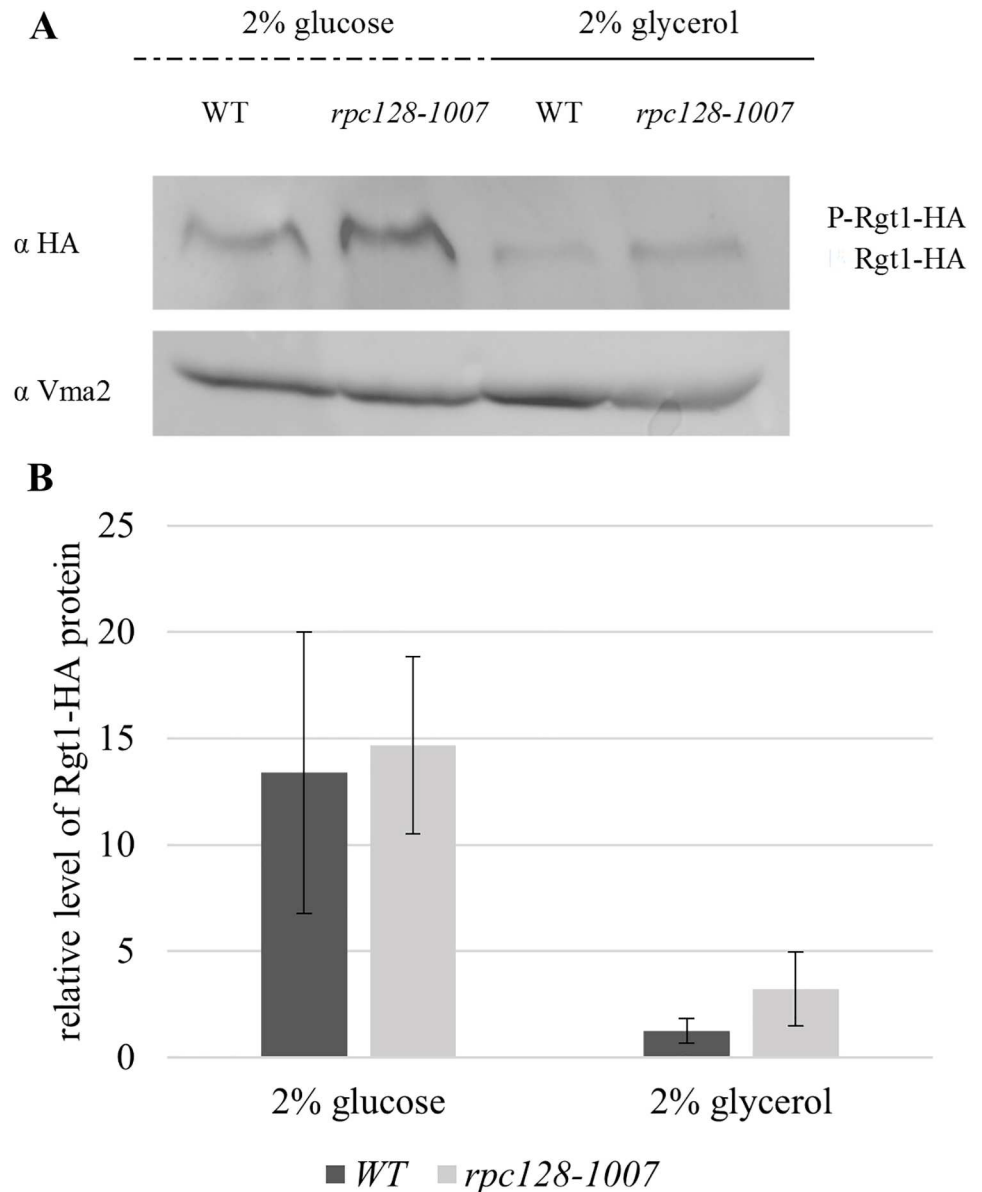 A
2% glucose 2% glycerol
WT rpc128-1007 WT rpc128-1007
α HA
P-Rgt1-HA
Rgt1-HA
α Vma2
B
relative level of Rgt1-HA protein
25
20
15
10
5
0
2% glucose 2% glycerol
WT rpc128-1007